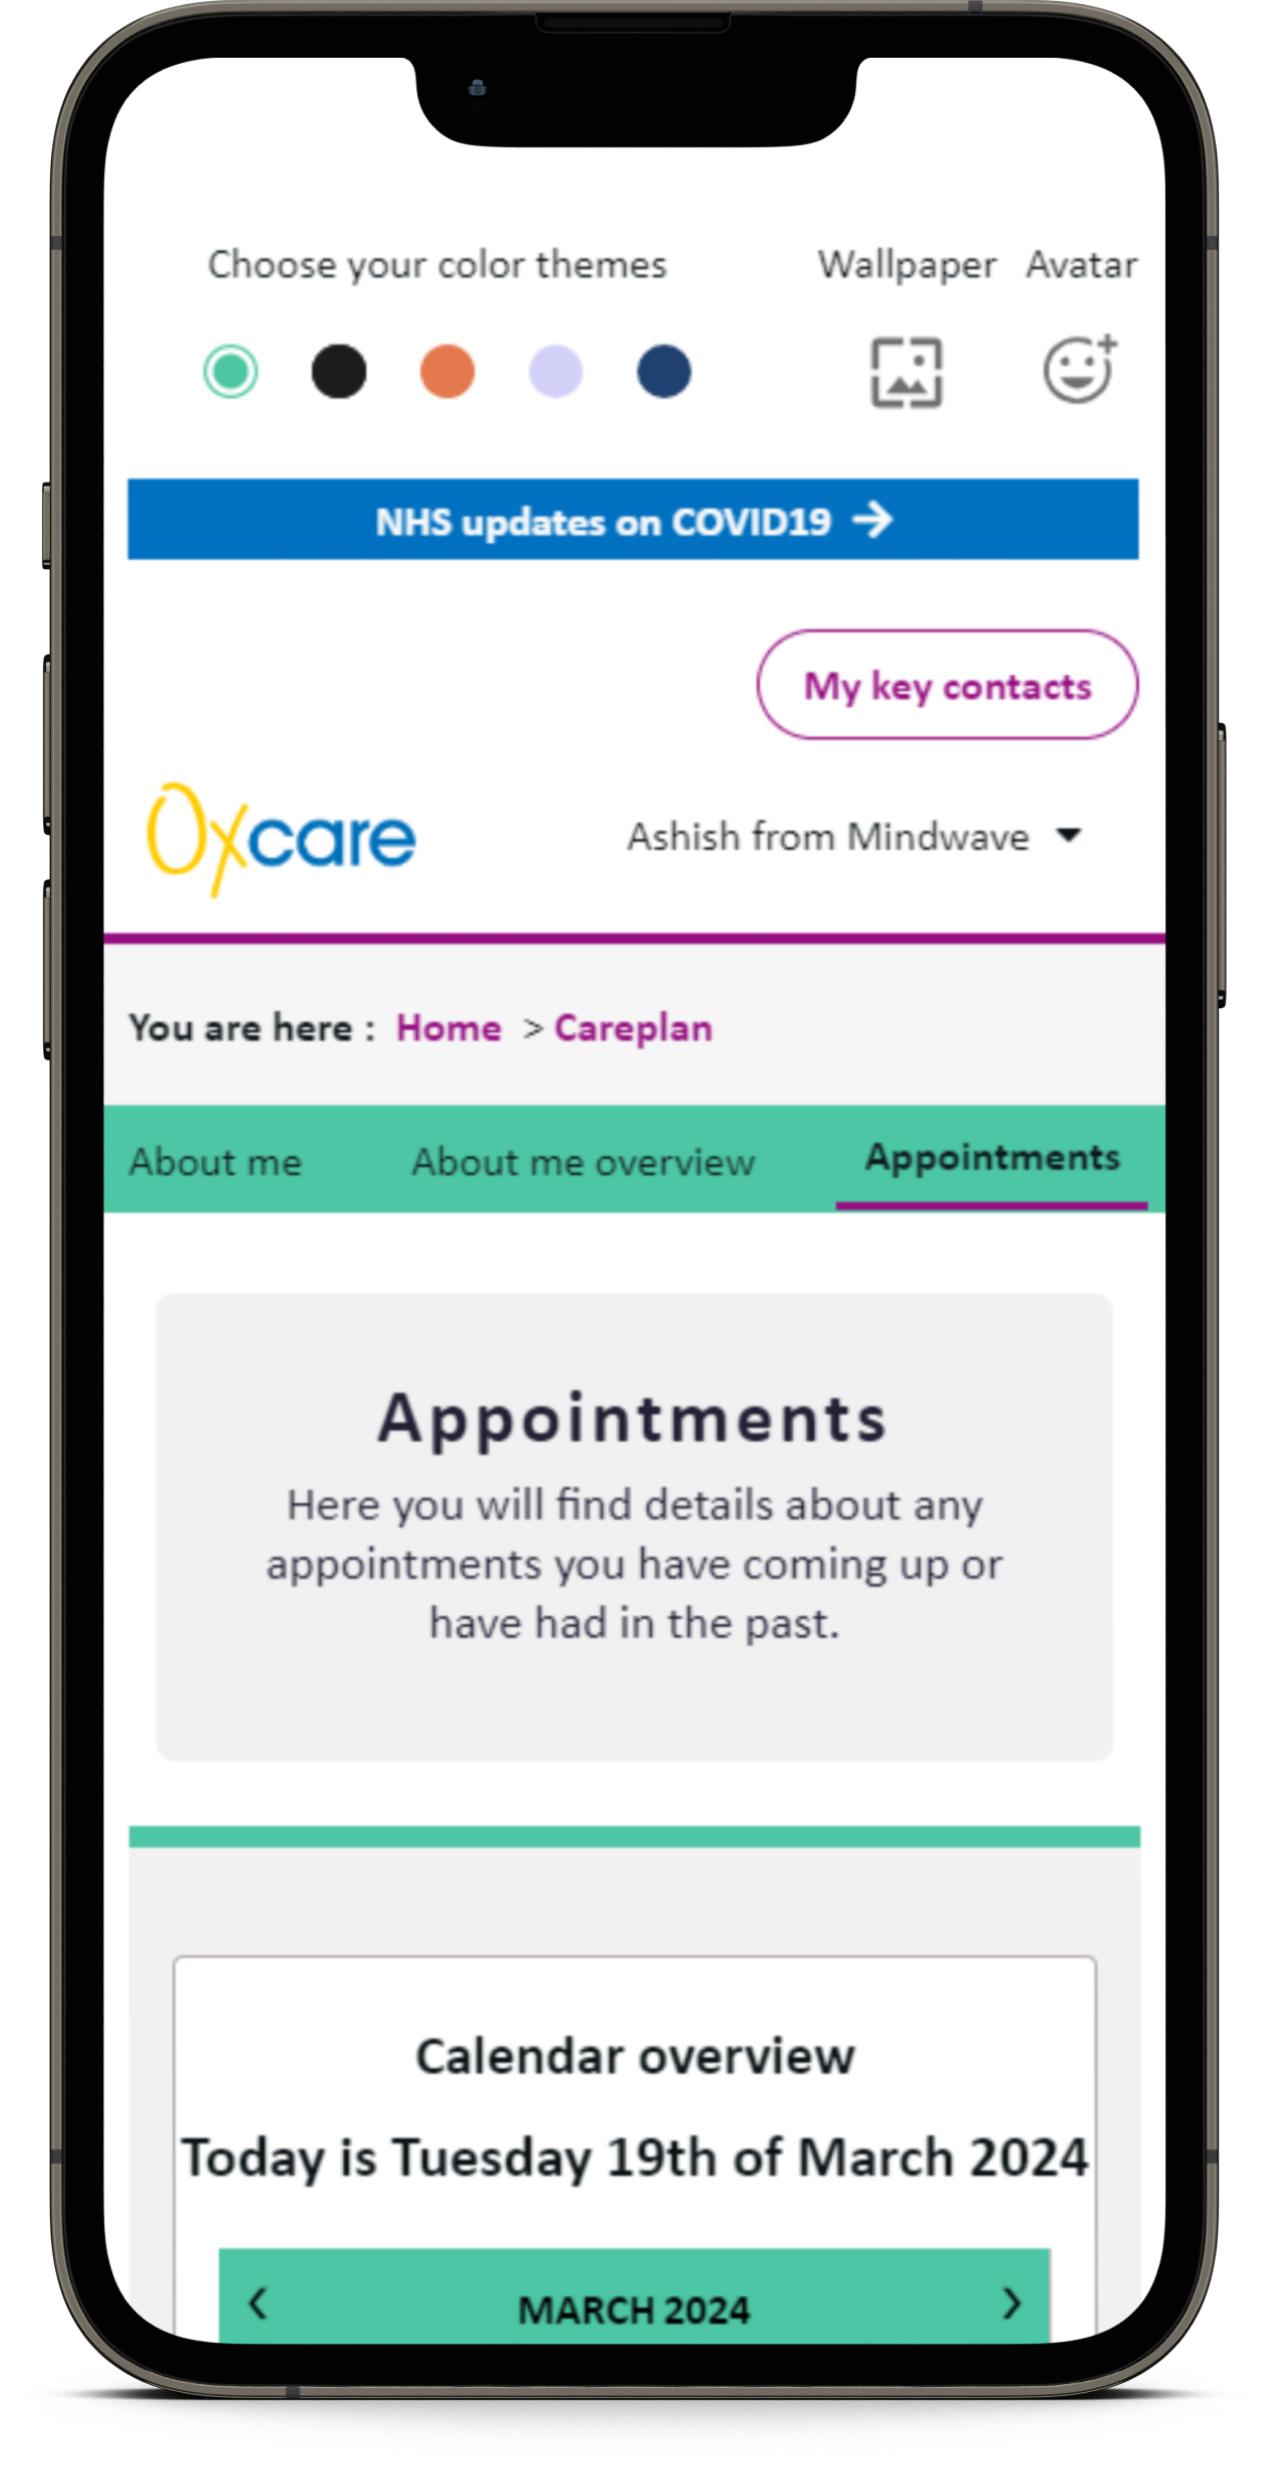 Choose your color themes
Wallpaper Avatar
NHS updates on COVID19 →
My key contacts
Oxcare
Ashish from Mindwave
You are here : Home > Careplan
About me About me overview Appointments
Appointments
Here you will find details about any
appointments you have coming up or
have had in the past.
Calendar overview
Today is Tuesday 19th of March 2024
MARCH 2024